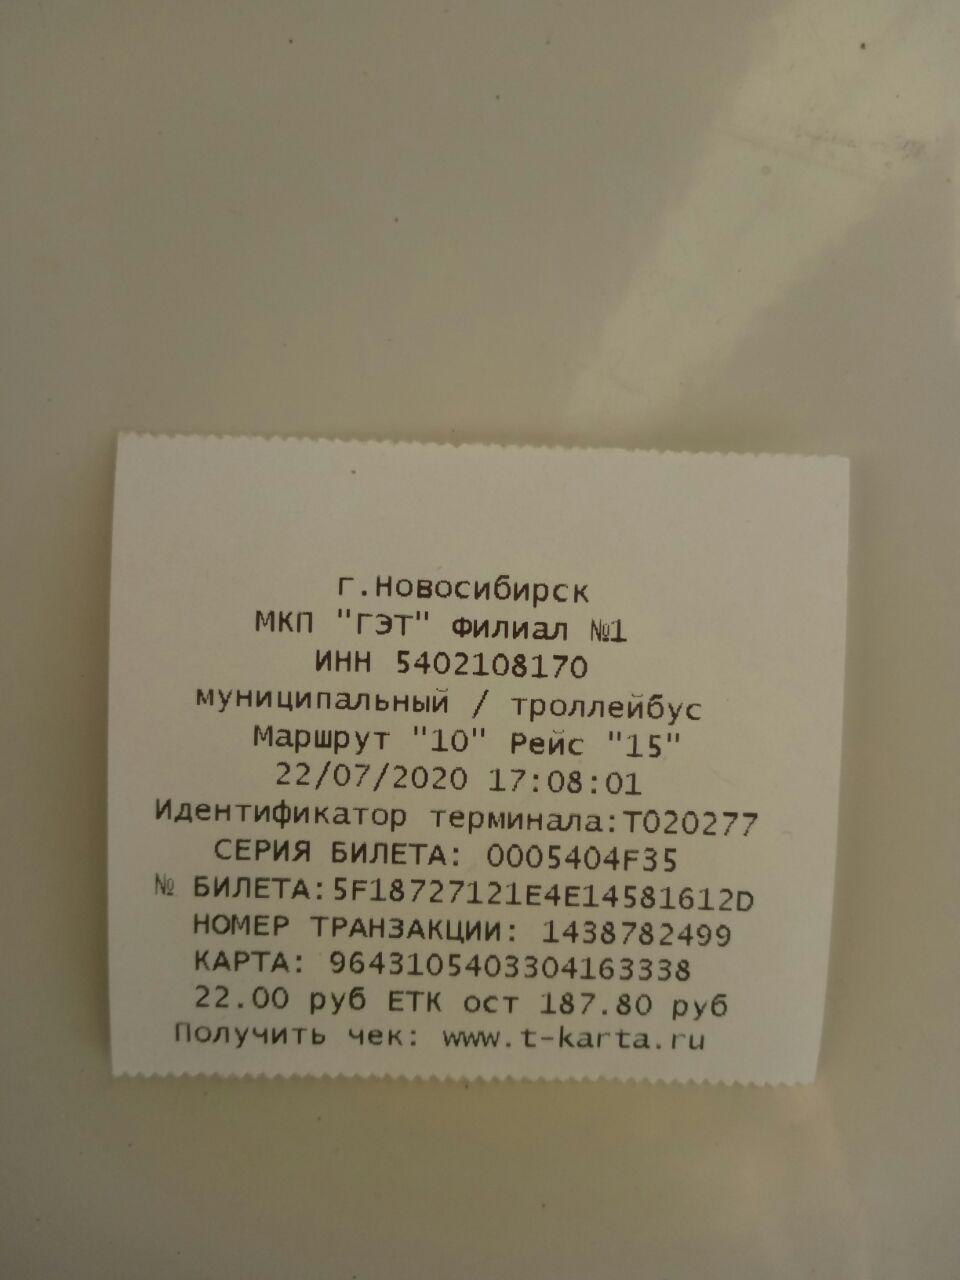 г.Новосибирск
МКП "ГЭТ" Филиал №1
ИНН 5402108170
муниципальный / троллейбус
Маршрут "10" Рейс "15"
22/07/2020 17:08:01
Идентификатор терминала:T020277
СЕРИЯ БИЛЕТА: 0005404F35
№ БИЛЕТА:5F18727121E4E14581612D
НОМЕР ТРАНЗАКЦИИ: 1438782499
КАРТА: 9643105403304163338
22.00 руб ЕТК ост 187.80 руб
Получить чек: www.t-karta.ru